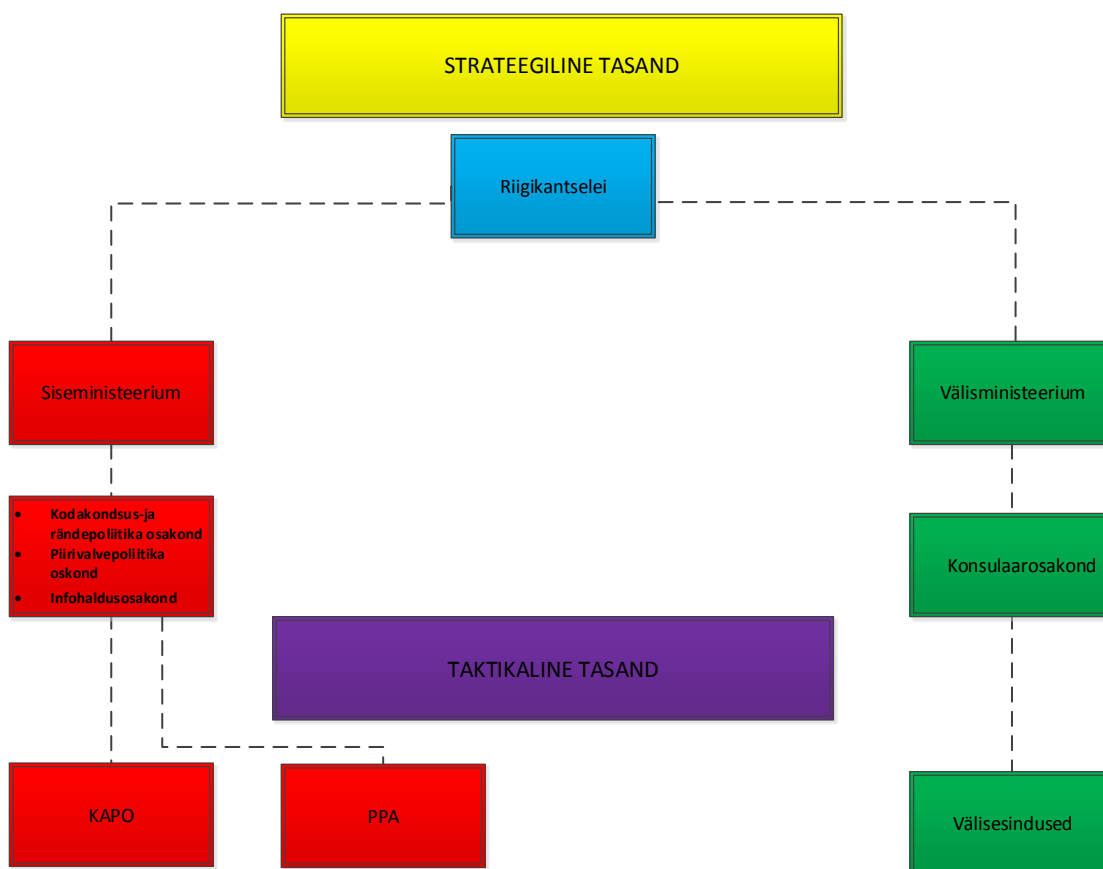 STRATEEGILINE TASAND
Riigikantselei
Siseministeerium
Välisministeerium
• Kodakondsus-ja
rändepoliitika osakond
• Piirivalvepoliitika
oskond
• Infohaldusosakond
Konsulaarosakond
TAKTIKALINE TASAND
KAPO
PPA
Välisesindused